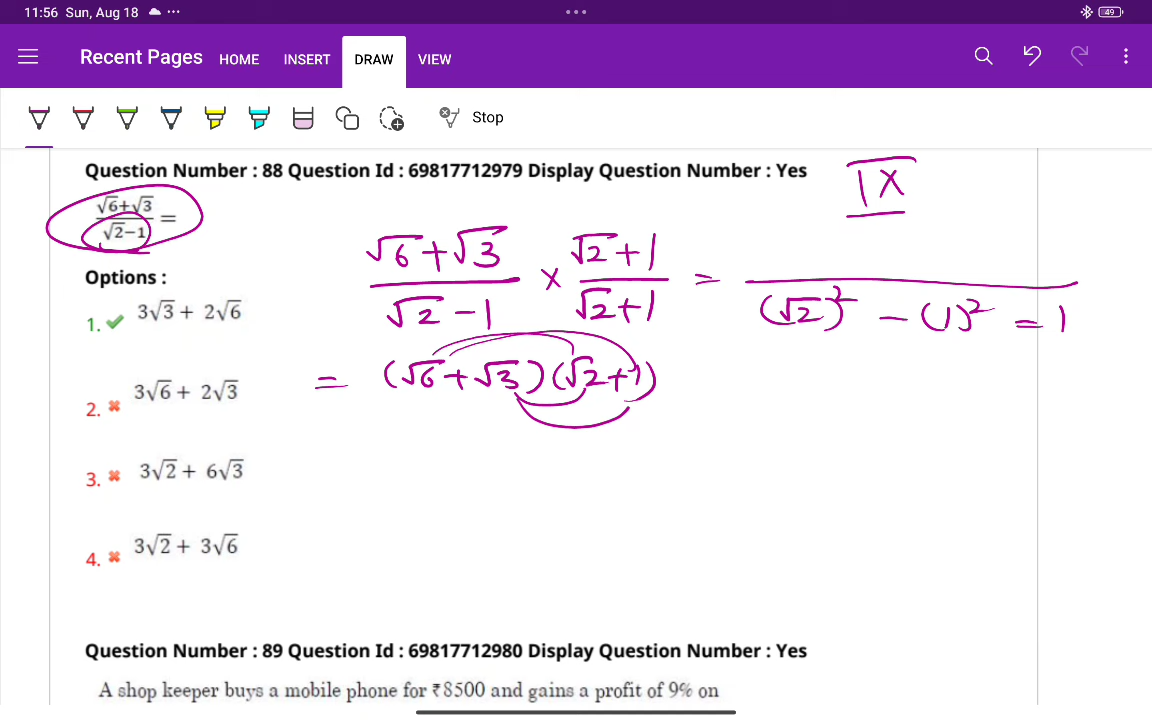 11:56 Sun, Aug 18 49
Recent Pages HOME INSERT DRAW VIEW
Stop
Question Number : 88 Question Id : 69817712979 Display Question Number : Yes
√6+√3
√2−1
=
Options :
1. 3√3 + 2√6
2. 3√6 + 2√3
3. 3√2 + 6√3
4. 3√2 + 3√6
√6+√3 × √2+1 =
√2 −1 √2+1 (√2)² − (1)² = 1
= (√6+√3)(√2+1)
Question Number : 89 Question Id : 69817712980 Display Question Number : Yes
A shop keeper buys a mobile phone for ₹8500 and gains a profit of 9% on